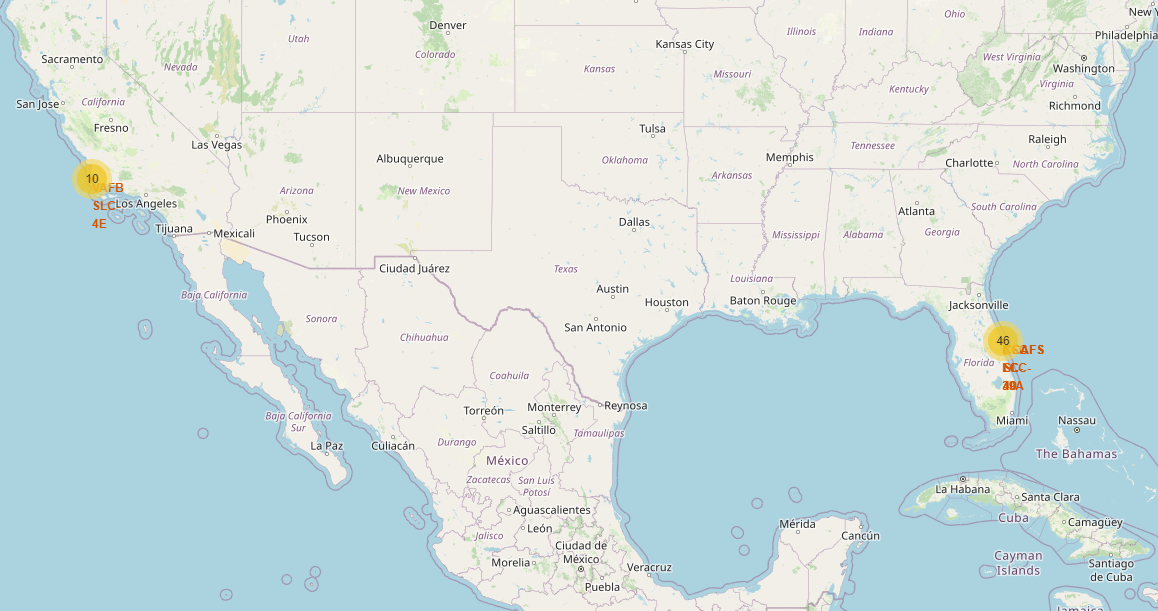 Denver
Utah
Colorado
Kansas City
Illinois
Indiana
Ohio
New Y
Philadelphia
Sacramento
Nevada
Kansas
Missouri
West Virginia
Washington
Virginia
San Jose
California
Kentucky
Richmond
Fresno
Las Vegas
Tulsa
Raleigh
Albuquerque
Oklahoma
Memphis
Tennessee
Charlotte
North Carolina
10
VAFB
SLC-
4E
Los Angeles
Arizona
New Mexico
Arkansas
Phoenix
Atlanta
South Carolina
Tijuana
Mexicali
Tucson
Dallas
Mississippi
Alabama
Georgia
Ciudad Juárez
Texas
Louisiana
Baja California
Austin
Houston
Baton Rouge
Jacksonville
Sonora
San Antonio
Chihuahua
46
Florida
Coahuila
Baja California
Sur
Torreón
Monterrey
Reynosa
Miami
Nassau
Saltillo
Tamaulipas
La Paz
Culiacán
Durango
The Bahamas
México
Zacatecas
San Luis
Potosí
La Habana
Santa Clara
Aguascalientes
Cuba
Camagüey
León
Mérida
Cancún
Jalisco
Ciudad de
México
Cayman
Islands
Morelia
Veracruz
Santiago
de Cuba
Puebla
Jamaica